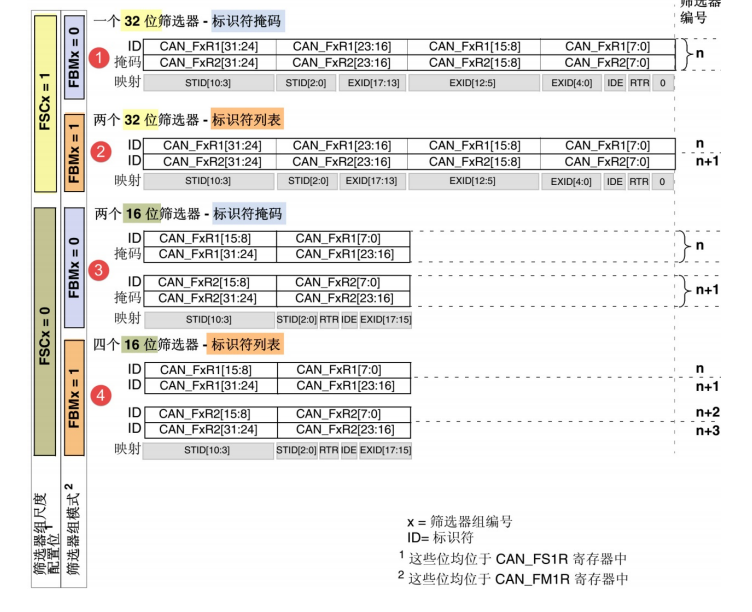 筛选器
编号
一个 32 位筛选器 - 标识符掩码
FSCx = 1
FBMx = 0
1
ID CAN_FxR1[31:24] CAN_FxR1[23:16] CAN_FxR1[15:8] CAN_FxR1[7:0]
掩码 CAN_FxR2[31:24] CAN_FxR2[23:16] CAN_FxR2[15:8] CAN_FxR2[7:0]
n
映射 STID[10:3] STID[2:0] EXID[17:13] EXID[12:5] EXID[4:0] IDE RTR 0
两个 32 位筛选器 - 标识符列表
FBMx = 1
2
ID CAN_FxR1[31:24] CAN_FxR1[23:16] CAN_FxR1[15:8] CAN_FxR1[7:0] n
ID CAN_FxR2[31:24] CAN_FxR2[23:16] CAN_FxR2[15:8] CAN_FxR2[7:0] n+1
映射 STID[10:3] STID[2:0] EXID[17:13] EXID[12:5] EXID[4:0] IDE RTR 0
两个 16 位筛选器 - 标识符掩码
FSCx = 0
FBMx = 0
3
ID CAN_FxR1[15:8] CAN_FxR1[7:0]
掩码 CAN_FxR1[31:24] CAN_FxR1[23:16]
n
ID CAN_FxR2[15:8] CAN_FxR2[7:0]
掩码 CAN_FxR2[31:24] CAN_FxR2[23:16]
n+1
映射 STID[10:3] STID[2:0] RTR IDE EXID[17:15]
四个 16 位筛选器 - 标识符列表
FBMx = 1
4
ID CAN_FxR1[15:8] CAN_FxR1[7:0] n
ID CAN_FxR1[31:24] CAN_FxR1[23:16] n+1
ID CAN_FxR2[15:8] CAN_FxR2[7:0] n+2
ID CAN_FxR2[31:24] CAN_FxR2[23:16] n+3
映射 STID[10:3] STID[2:0] RTR IDE EXID[17:15]
筛选器组尺度
配置位 1
筛选器组模式 2
x = 筛选器组编号
ID= 标识符
1 这些位均位于 CAN_FS1R 寄存器中
2 这些位均位于 CAN_FM1R 寄存器中